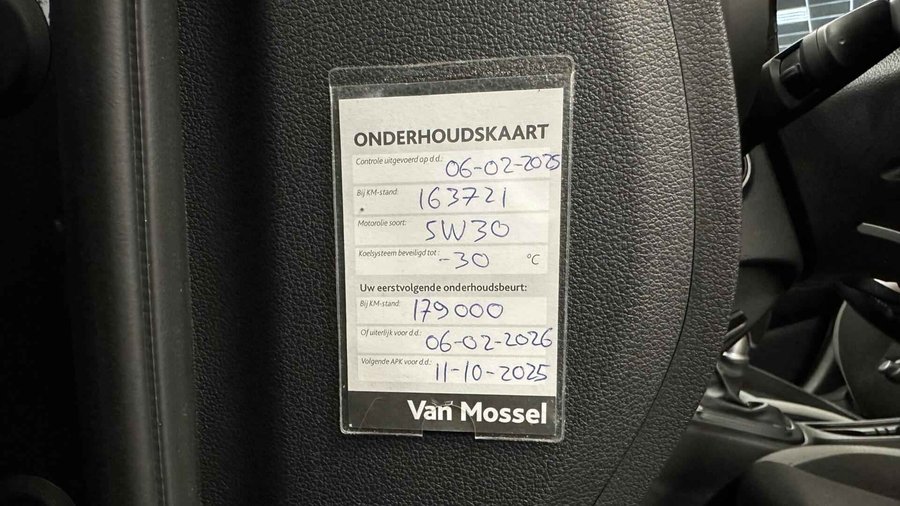 ONDERHOUDSKAART
Controle uitgevoerd op d.d.: 06-02-2025
Bij KM-stand: 163721
Motorolie soort: 5W30
Koelsysteem beveiligd tot: -30 °C
Uw eerstvolgende onderhoudsbeurt:
Bij KM-stand: 179000
Of uiterlijk voor d.d.: 06-02-2026
Volgende APK voor d.d.: 11-10-2025
Van Mossel